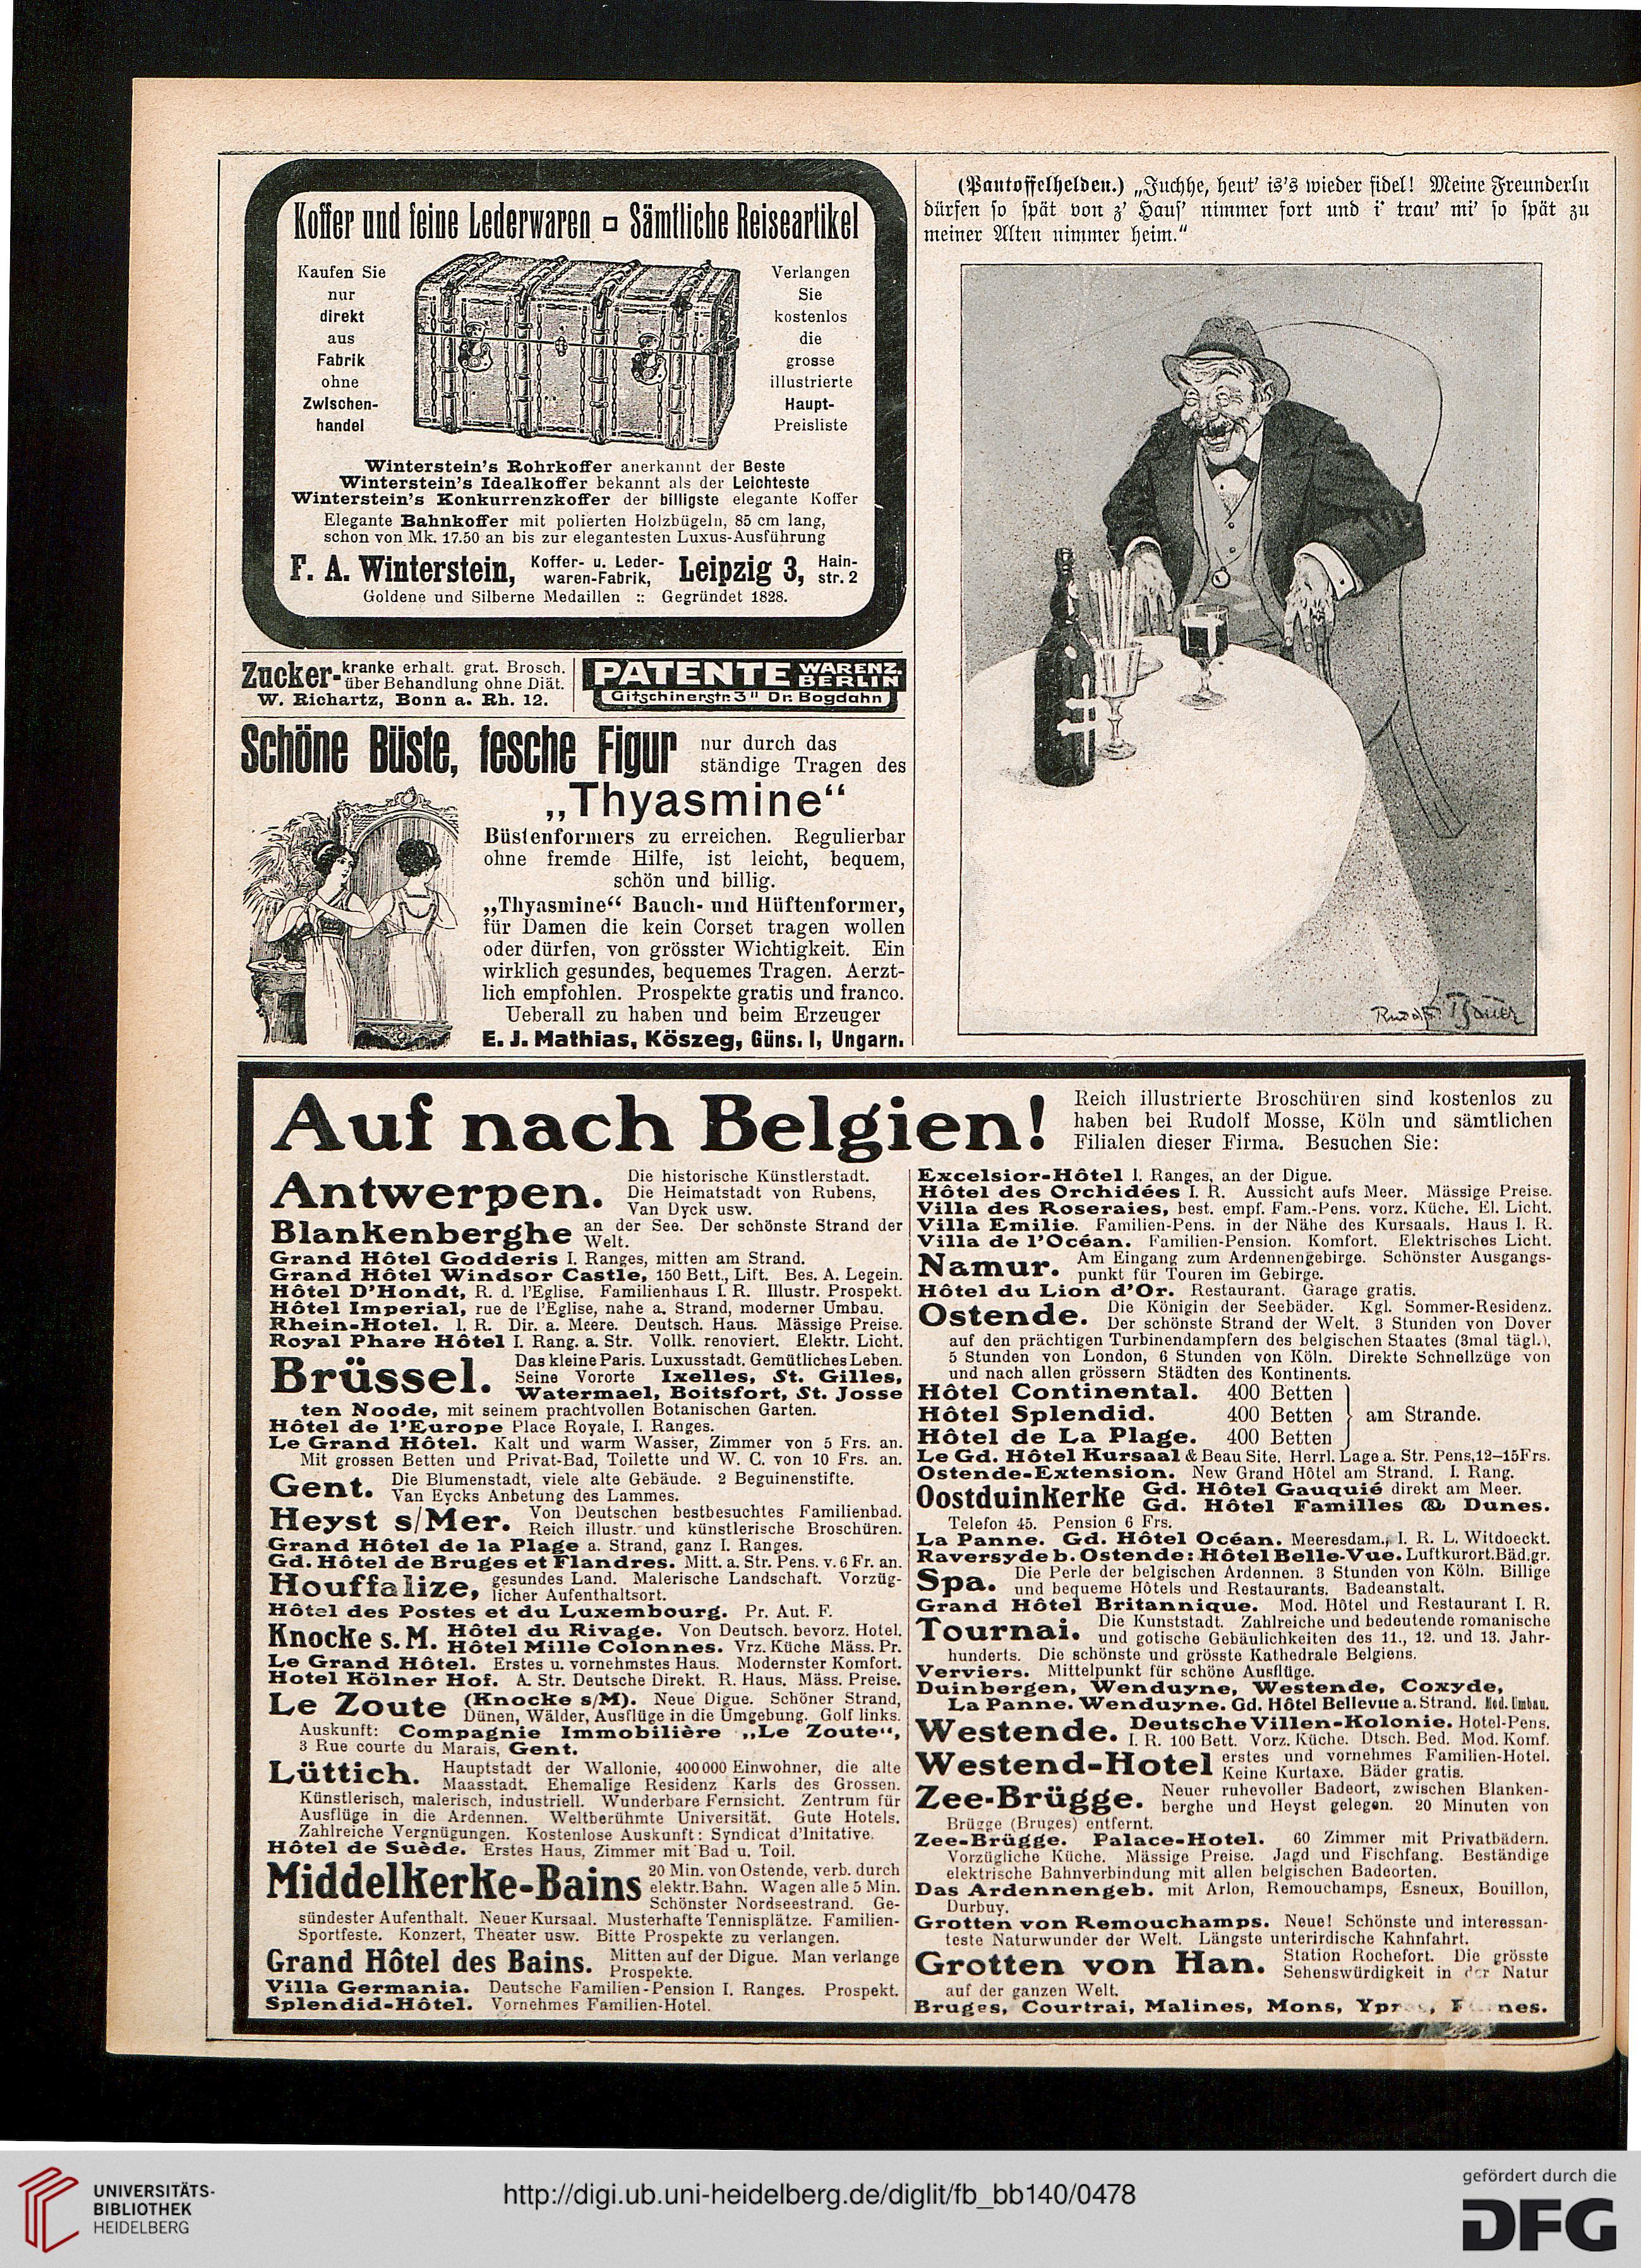 Koffer und feine Lederwaren ▫ Sämtliche Reiseartikel
Kaufen Sie
nur
direkt
aus
Fabrik
ohne
Zwischen-
handel
Verlangen
Sie
kostenlos
die
grosse
illustrierte
Haupt-
Preisliste
Winterstein's Rohrkoffer anerkannt der Beste
Winterstein's Idealkoffer bekannt als der Leichteste
Winterstein's Konkurrenzkoffer der billigste elegante Koffer
Elegante Bahnkoffer mit polierten Holzbügeln, 85 cm lang,
schon von Mk. 17.50 an bis zur elegantesten Luxus-Ausführung
F. A. Winterstein, Koffer- u. Leder- Leipzig 3, Hain-
waren-Fabrik, str. 2
Goldene und Silberne Medaillen :: Gegründet 1828.
Zucker- kranke erhalt. grat. Brosch.
über Behandlung ohne Diät.
W. Richartz, Bonn a. Rh. 12.
PATENTE WARENZ.
BERLIN
Gitschinerstr. 3 II Dr. Bogdahn
Schöne Büste, fesche Figur nur durch das
ständige Tragen des
„Thyasmine“
Büstenformers zu erreichen. Regulierbar
ohne fremde Hilfe, ist leicht, bequem,
schön und billig.
„Thyasmine“ Bauch- und Hüftenformer,
für Damen die kein Corset tragen wollen
oder dürfen, von grösster Wichtigkeit. Ein
wirklich gesundes, bequemes Tragen. Aerzt-
lich empfohlen. Prospekte gratis und franco.
Ueberall zu haben und beim Erzeuger
E. J. Mathias, Köszeg, Güns. I, Ungarn.
(Pantoffelhelden.) „Juchhe, heut' is's wieder fidel! Meine Freunderln
dürfen so spät von z' Haus' nimmer fort und i' trau' mi' so spät zu
meiner Alten nimmer heim.“
Rudolf Bauer
Auf nach Belgien!
Reich illustrierte Broschüren sind kostenlos zu
haben bei Rudolf Mosse, Köln und sämtlichen
Filialen dieser Firma. Besuchen Sie:
Antwerpen. Die historische Künstlerstadt.
Die Heimatstadt von Rubens,
Van Dyck usw.
Blankenberghe an der See. Der schönste Strand der
Welt.
Grand Hôtel Godderis I. Ranges, mitten am Strand.
Grand Hôtel Windsor Castle, 150 Bett., Lift. Bes. A. Legein.
Hôtel D'Hondt, R. d. l'Eglise. Familienhaus I. R. Illustr. Prospekt.
Hôtel Imperial, rue de l'Eglise, nahe a. Strand, moderner Umbau.
Rhein-Hotel. I. R. Dir. a. Meere. Deutsch. Haus. Mässige Preise.
Royal Phare Hôtel I. Rang. a. Str. Vollk. renoviert. Elektr. Licht.
Brüssel. Das kleine Paris. Luxusstadt. Gemütliches Leben.
Seine Vororte Ixelles, St. Gilles,
Watermael, Boitsfort, St. Josse
ten Noode, mit seinem prachtvollen Botanischen Garten.
Hôtel de l'Europe Place Royale, I. Ranges.
Le Grand Hôtel. Kalt und warm Wasser, Zimmer von 5 Frs. an.
Mit grossen Betten und Privat-Bad, Toilette und W. C. von 10 Frs. an.
Gent. Die Blumenstadt, viele alte Gebäude. 2 Beguinenstifte.
Van Eycks Anbetung des Lammes.
Heyst s/Mer. Von Deutschen bestbesuchtes Familienbad.
Reich illustr. und künstlerische Broschüren.
Grand Hôtel de la Plage a. Strand, ganz I. Ranges.
Gd. Hôtel de Bruges et Flandres. Mitt. a. Str. Pens. v. 6 Fr. an.
Houffalize, gesundes Land. Malerische Landschaft. Vorzüg-
licher Aufenthaltsort.
Hôtel des Postes et du Luxembourg. Pr. Aut. F.
Knocke s. M. Hôtel du Rivage. Von Deutsch. bevorz. Hotel.
Hôtel Mille Colonnes. Vrz. Küche Mäss. Pr.
Le Grand Hôtel. Erstes u. vornehmstes Haus. Modernster Komfort.
Hotel Kölner Hof. A. Str. Deutsche Direkt. R. Haus. Mäss. Preise.
Le Zoute (Knocke s/M). Neue Digue. Schöner Strand,
Dünen, Wälder, Ausflüge in die Umgebung. Golf links.
Auskunft: Compagnie Immobilière „Le Zoute“,
3 Rue courte du Marais, Gent.
Lüttich. Hauptstadt der Wallonie, 400000 Einwohner, die alte
Maasstadt. Ehemalige Residenz Karls des Grossen.
Künstlerisch, malerisch, industriell. Wunderbare Fernsicht. Zentrum für
Ausflüge in die Ardennen. Weltberühmte Universität. Gute Hotels.
Zahlreiche Vergnügungen. Kostenlose Auskunft: Syndicat d'Initative.
Hôtel de Suède. Erstes Haus, Zimmer mit Bad u. Toil.
Middelkerke-Bains 20 Min. von Ostende, verb. durch
elektr. Bahn. Wagen alle 5 Min.
Schönster Nordseestrand. Ge-
sündester Aufenthalt. Neuer Kursaal. Musterhafte Tennisplätze. Familien-
Sportfeste. Konzert, Theater usw. Bitte Prospekte zu verlangen.
Grand Hôtel des Bains. Mitten auf der Digue. Man verlange
Prospekte.
Villa Germania. Deutsche Familien-Pension I. Ranges. Prospekt.
Splendid-Hôtel. Vornehmes Familien-Hotel.
Excelsior-Hôtel I. Ranges, an der Digue.
Hôtel des Orchidées I. R. Aussicht aufs Meer. Mässige Preise.
Villa des Roseraies, best. empf. Fam.-Pens. vorz. Küche. El. Licht.
Villa Emilie. Familien-Pens. in der Nähe des Kursaals. Haus I. R.
Villa de l'Océan. Familien-Pension. Komfort. Elektrisches Licht.
Namur. Am Eingang zum Ardennengebirge. Schönster Ausgangs-
punkt für Touren im Gebirge.
Hôtel du Lion d'Or. Restaurant. Garage gratis.
Ostende. Die Königin der Seebäder. Kgl. Sommer-Residenz.
Der schönste Strand der Welt. 3 Stunden von Dover
auf den prächtigen Turbinendampfern des belgischen Staates (3mal tägl.),
5 Stunden von London, 6 Stunden von Köln. Direkte Schnellzüge von
und nach allen grössern Städten des Kontinents.
Hôtel Continental. 400 Betten
Hôtel Splendid. 400 Betten } am Strande.
Hôtel de La Plage. 400 Betten
Le Gd. Hôtel Kursaal & Beau Site. Herrl. Lage a. Str. Pens. 12–15 Frs.
Ostende-Extension. New Grand Hôtel am Strand. I. Rang.
Oostduinkerke Gd. Hôtel Gauquié direkt am Meer.
Gd. Hôtel Familles & Dunes.
Telefon 45. Pension 6 Frs.
La Panne. Gd. Hôtel Océan. Meeresdam., I. R. L. Witdoeckt.
Raversyde b. Ostende: Hôtel Belle-Vue. Luftkurort. Bäd. gr.
Spa. Die Perle der belgischen Ardennen. 3 Stunden von Köln. Billige
und bequeme Hôtels und Restaurants. Badeanstalt.
Grand Hôtel Britannique. Mod. Hôtel und Restaurant I. R.
Tournai. Die Kunststadt. Zahlreiche und bedeutende romanische
und gotische Gebäulichkeiten des 11., 12. und 13. Jahr-
hunderts. Die schönste und grösste Kathedrale Belgiens.
Verviers. Mittelpunkt für schöne Ausflüge.
Duinbergen, Wenduyne, Westende, Coxyde,
La Panne. Wenduyne. Gd. Hôtel Bellevue a. Strand. Mod. Umbau.
Westende. Deutsche Villen-Kolonie. Hotel-Pens.
I. R. 100 Bett. Vorz. Küche. Dtsch. Bed. Mod. Komf.
Westend-Hotel erstes und vornehmes Familien-Hotel.
Keine Kurtaxe. Bäder gratis.
Zee-Brügge. Neuer ruhevoller Badeort, zwischen Blanken-
berghe und Heyst gelegen. 20 Minuten von
Brügge (Bruges) entfernt.
Zee-Brügge. Palace-Hotel. 60 Zimmer mit Privatbädern.
Vorzügliche Küche. Mässige Preise. Jagd und Fischfang. Beständige
elektrische Bahnverbindung mit allen belgischen Badeorten.
Das Ardennengeb. mit Arlon, Remouchamps, Esneux, Bouillon,
Durbuy.
Grotten von Remouchamps. Neue! Schönste und interessan-
teste Naturwunder der Welt. Längste unterirdische Kahnfahrt.
Grotten von Han. Station Rochefort. Die grösste
Sehenswürdigkeit in der Natur
auf der ganzen Welt.
Bruges, Courtrai, Malines, Mons,
UNIVERSITÄTS-
BIBLIOTHEK
HEIDELBERG
http://digi.ub.uni-heidelberg.de/diglit/fb_bb140/0478
gefördert durch die
DFG